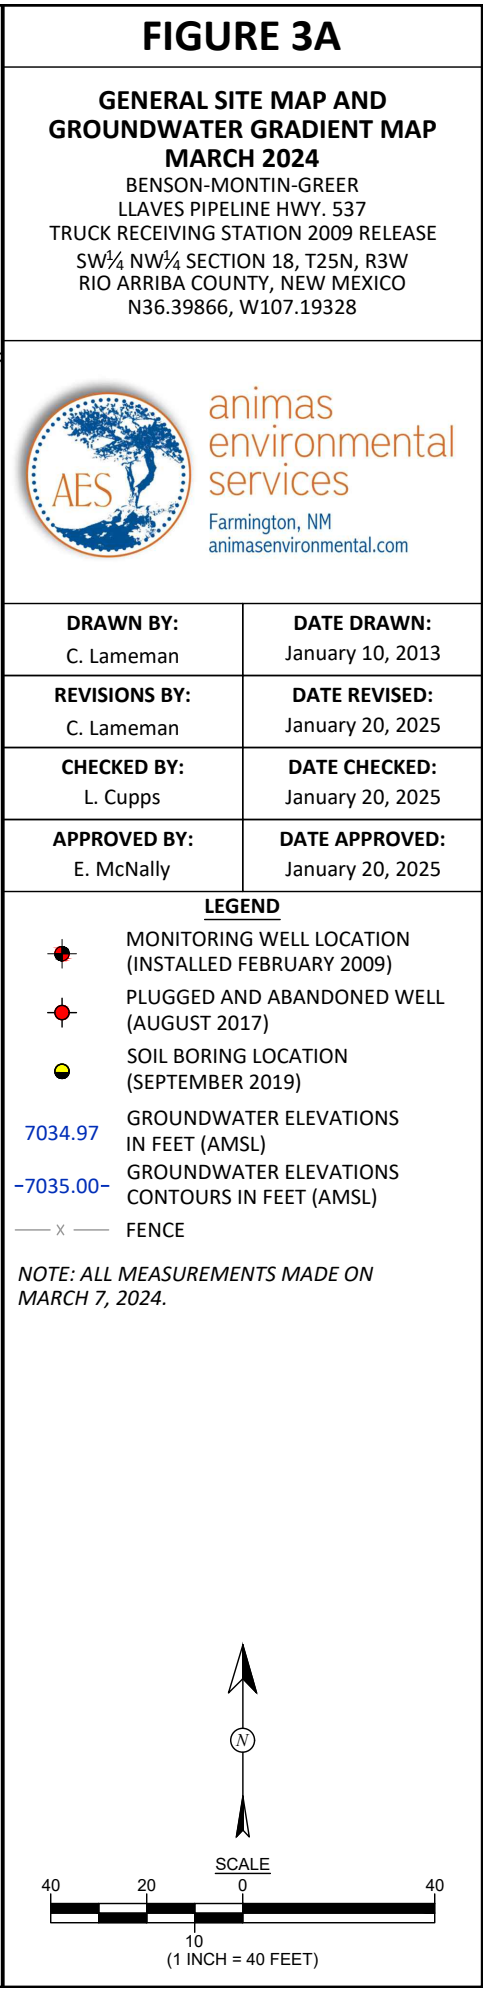 FIGURE 3A
GENERAL SITE MAP AND
GROUNDWATER GRADIENT MAP
MARCH 2024
BENSON-MONTIN-GREER
LLAVES PIPELINE HWY. 537
TRUCK RECEIVING STATION 2009 RELEASE
SW¼ NW¼ SECTION 18, T25N, R3W
RIO ARRIBA COUNTY, NEW MEXICO
N36.39866, W107.19328
AES
animas
environmental
services
Farmington, NM
animasenvironmental.com
DRAWN BY:
C. Lameman
DATE DRAWN:
January 10, 2013
REVISIONS BY:
C. Lameman
DATE REVISED:
January 20, 2025
CHECKED BY:
L. Cupps
DATE CHECKED:
January 20, 2025
APPROVED BY:
E. McNally
DATE APPROVED:
January 20, 2025
LEGEND
MONITORING WELL LOCATION
(INSTALLED FEBRUARY 2009)
PLUGGED AND ABANDONED WELL
(AUGUST 2017)
SOIL BORING LOCATION
(SEPTEMBER 2019)
7034.97
GROUNDWATER ELEVATIONS
IN FEET (AMSL)
-7035.00-
GROUNDWATER ELEVATIONS
CONTOURS IN FEET (AMSL)
X
FENCE
NOTE: ALL MEASUREMENTS MADE ON
MARCH 7, 2024.
N
SCALE
40 20 0 40
10
(1 INCH = 40 FEET)